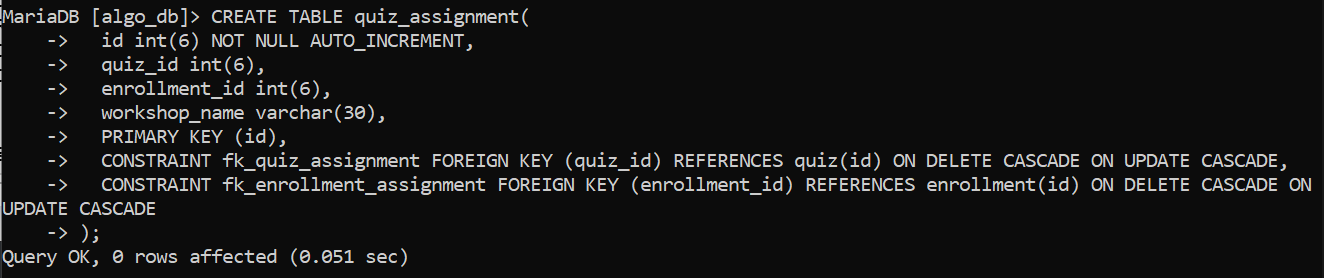 MariaDB [algo_db]> CREATE TABLE quiz_assignment(
    ->   id int(6) NOT NULL AUTO_INCREMENT,
    ->   quiz_id int(6),
    ->   enrollment_id int(6),
    ->   workshop_name varchar(30),
    ->   PRIMARY KEY (id),
    ->   CONSTRAINT fk_quiz_assignment FOREIGN KEY (quiz_id) REFERENCES quiz(id) ON DELETE CASCADE ON UPDATE CASCADE,
    ->   CONSTRAINT fk_enrollment_assignment FOREIGN KEY (enrollment_id) REFERENCES enrollment(id) ON DELETE CASCADE ON
UPDATE CASCADE
    -> );
Query OK, 0 rows affected (0.051 sec)